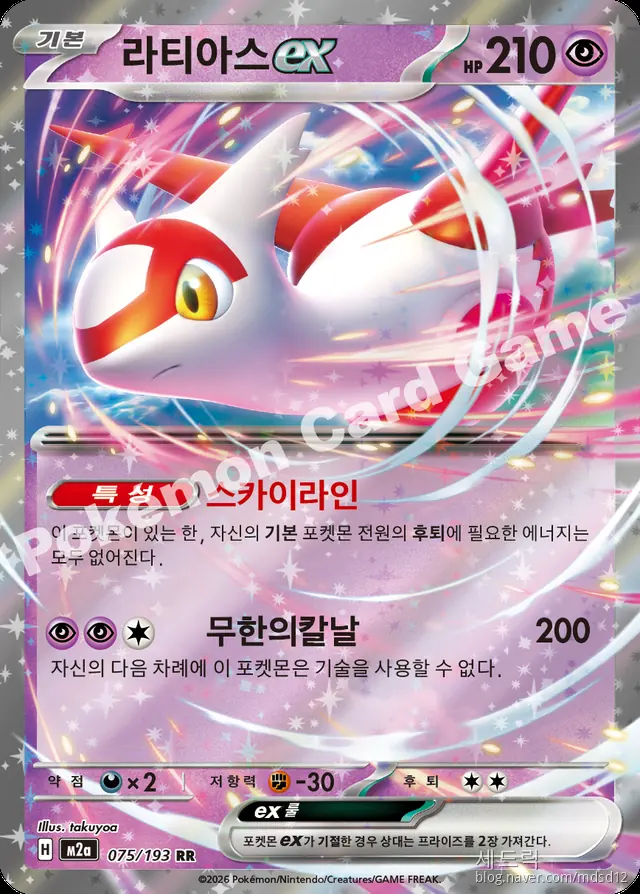 기본 라티아스ex HP210
특성 스카이라인
이 포켓몬이 있는 한, 자신의 기본 포켓몬 전원의 후퇴에 필요한 에너지는
모두 없어진다.
무한의칼날 200
자신의 다음 차례에 이 포켓몬은 기술을 사용할 수 없다.
약점 ×2 저항력 -30 후퇴
Illus. takuyoa
ex 룰
H M2a 075/193 RR
포켓몬 ex가 기절한 경우 상대는 프라이즈를 2장 가져간다.
©2026 Pokémon/Nintendo/Creatures/GAME FREAK.
Pokémon Card Game
세드릭
blog.naver.com/mdsd12